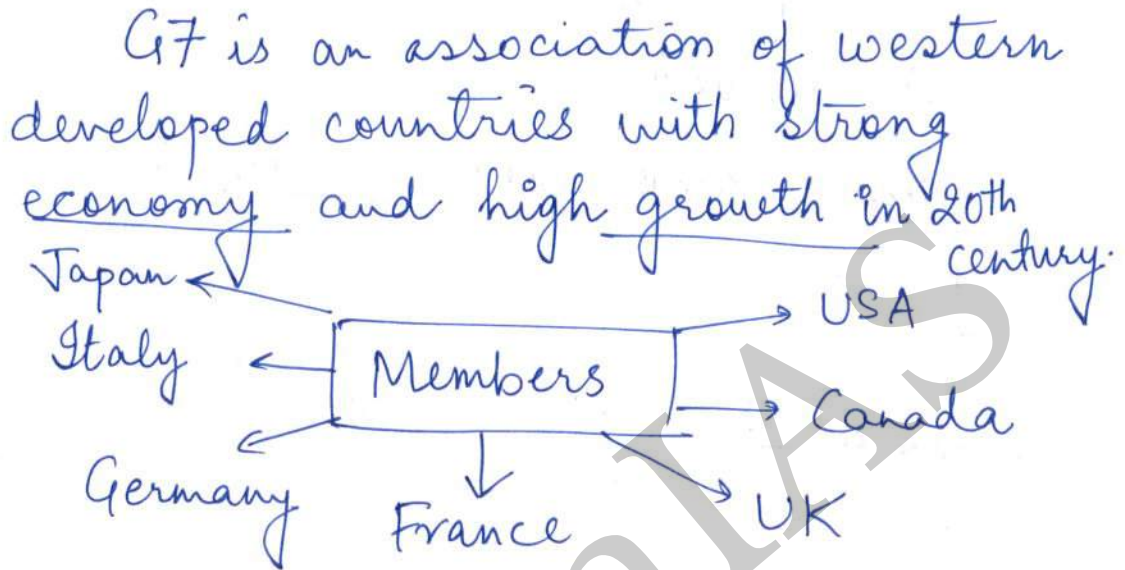 G7 is an association of western
developed countries with strong
economy and high growth in 20th
century.
Japan
USA
Italy
Members
Canada
Germany
France
UK
IAS